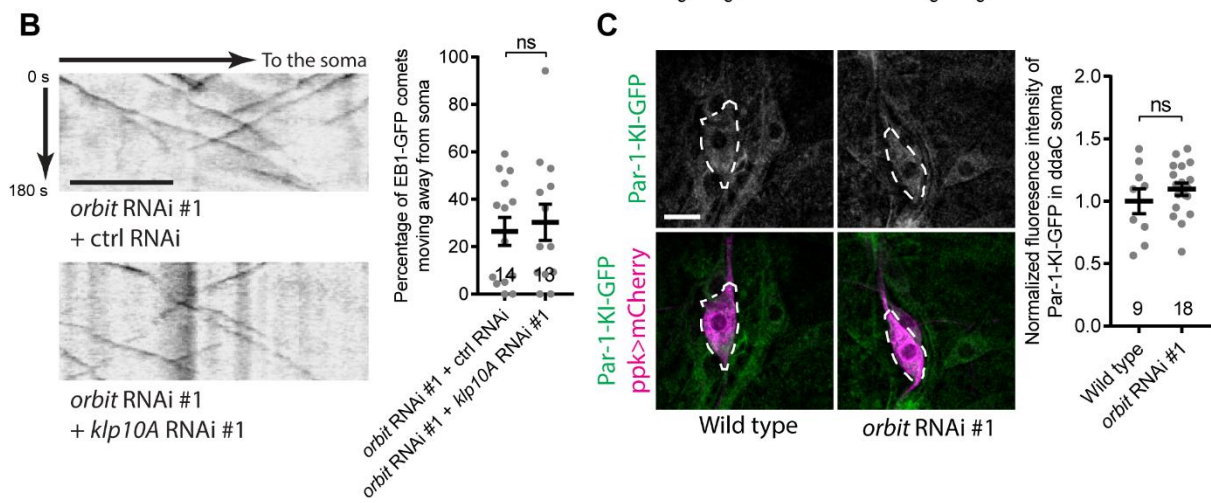 B
To the soma
0 s
180 s
orbit RNAi #1
+ ctrl RNAi
orbit RNAi #1
+ klp10A RNAi #1
Percentage of EB1-GFP comets
moving away from soma
100
80
60
40
20
0
ns
14
13
orbit RNAi #1 + ctrl RNAi
orbit RNAi #1 + klp10A RNAi #1
C
Par-1-KI-GFP
Par-1-KI-GFP
ppk>mCherry
Wild type
orbit RNAi #1
Normalized fluoresence intensity of
Par-1-KI-GFP in ddaC soma
2.0
1.5
1.0
0.5
0.0
ns
9
18
Wild type
orbit RNAi #1